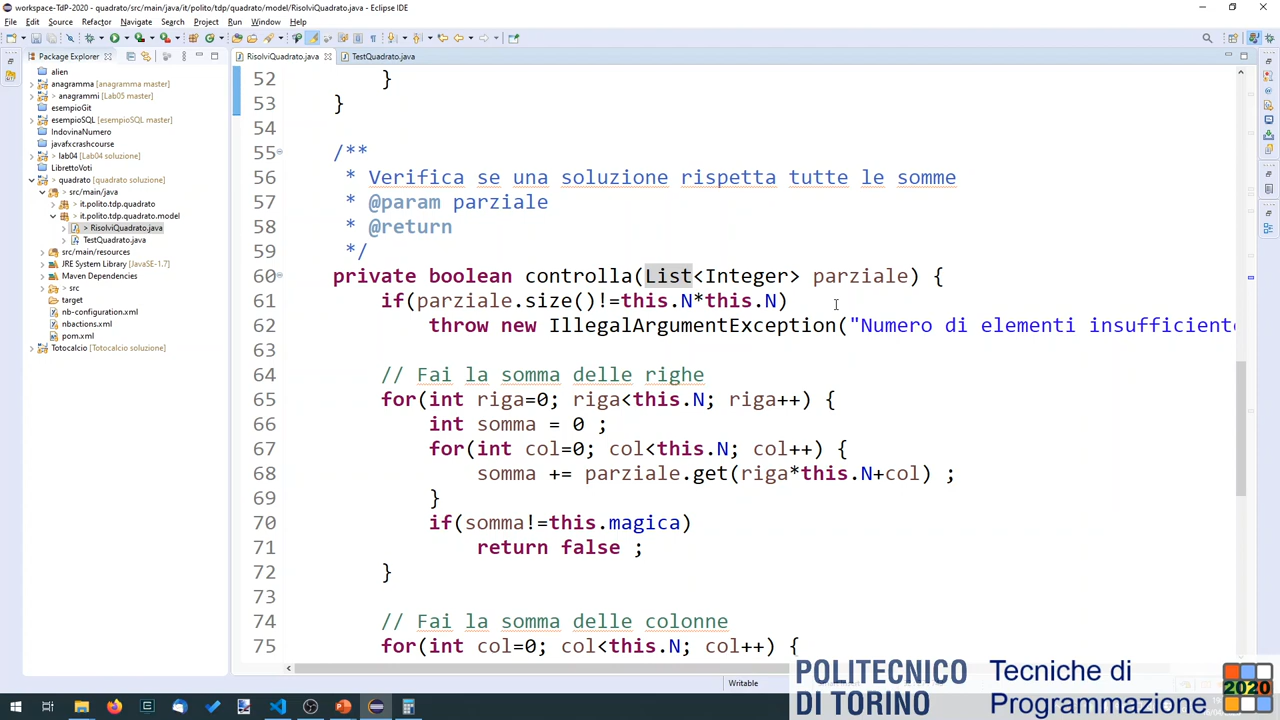 workspace-TdP-2020 - quadrato/src/main/java/it/polito/tdp/quadrato/model/RisolviQuadrato.java - Eclipse IDE
File Edit Source Refactor Navigate Search Project Run Window Help
Package Explorer
RisolviQuadrato.java
TestQuadrato.java
alien
anagramma [anagramma master]
anagrammi [Lab05 master]
esempioGit
esempioSQL [esempioSQL master]
IndovinaNumero
javafxcrashcourse
lab04 [Lab04 soluzione]
LibrettoVoti
quadrato [quadrato soluzione]
src/main/java
it.polito.tdp.quadrato
it.polito.tdp.quadrato.model
> RisolviQuadrato.java
TestQuadrato.java
src/main/resources
JRE System Library [JavaSE-1.7]
Maven Dependencies
src
target
nb-configuration.xml
nbactions.xml
pom.xml
Totocalcio [Totocalcio soluzione]
52 }
53 }
54
55 /**
56 * Verifica se una soluzione rispetta tutte le somme
57 * @param parziale
58 * @return
59 */
60 private boolean controlla(List<Integer> parziale) {
61 if(parziale.size()!=this.N*this.N)
62 throw new IllegalArgumentException("Numero di elementi insufficiente
63
64 // Fai la somma delle righe
65 for(int riga=0; riga<this.N; riga++) {
66 int somma = 0 ;
67 for(int col=0; col<this.N; col++) {
68 somma += parziale.get(riga*this.N+col) ;
69 }
70 if(somma!=this.magica)
71 return false ;
72 }
73
74 // Fai la somma delle colonne
75 for(int col=0; col<this.N; col++) {
Writable
POLITECNICO
DI TORINO
Tecniche di
Programmazione
2020